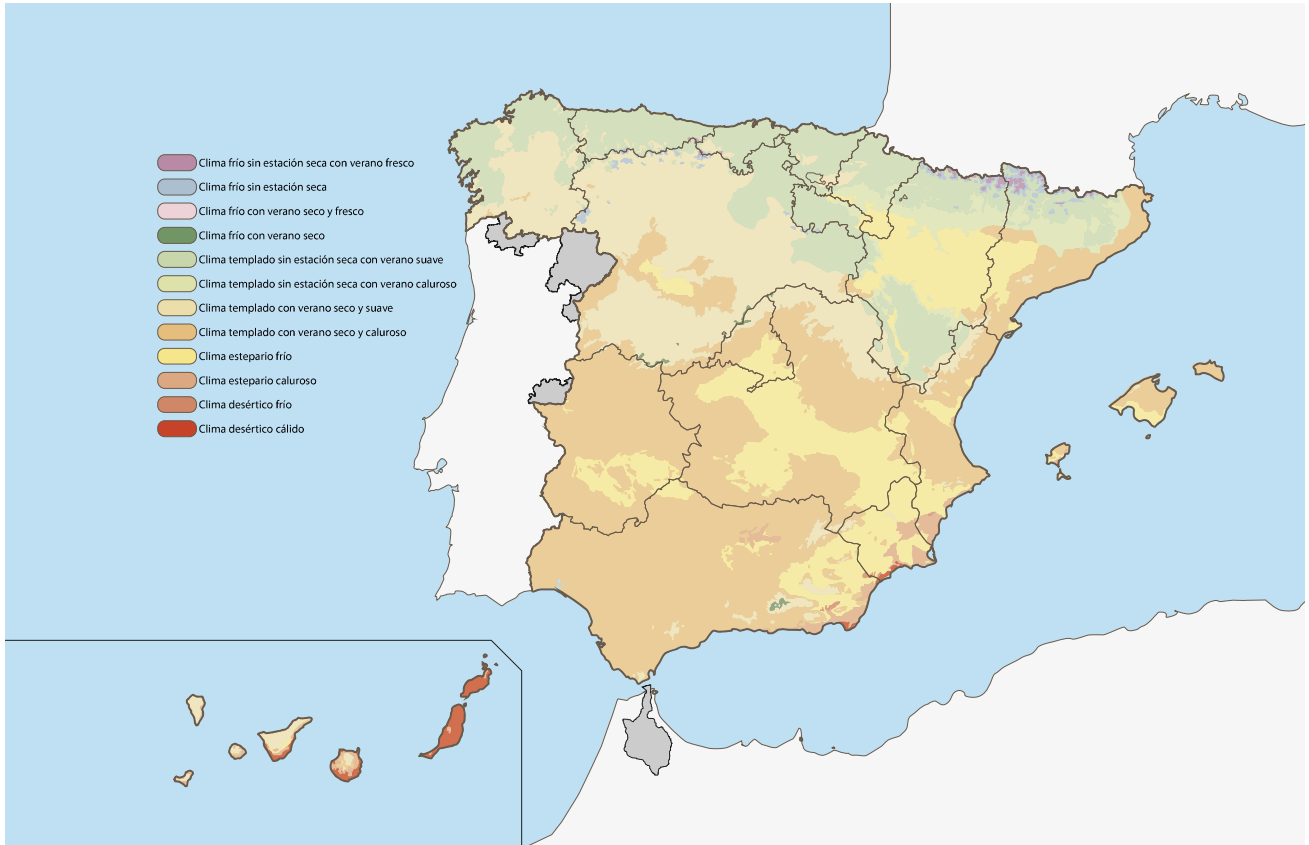 Clima frío sin estación seca con verano fresco
Clima frío sin estación seca
Clima frío con verano seco y fresco
Clima frío con verano seco
Clima templado sin estación seca con verano suave
Clima templado sin estación seca con verano caluroso
Clima templado con verano seco y suave
Clima templado con verano seco y caluroso
Clima estepario frío
Clima estepario caluroso
Clima desértico frío
Clima desértico cálido